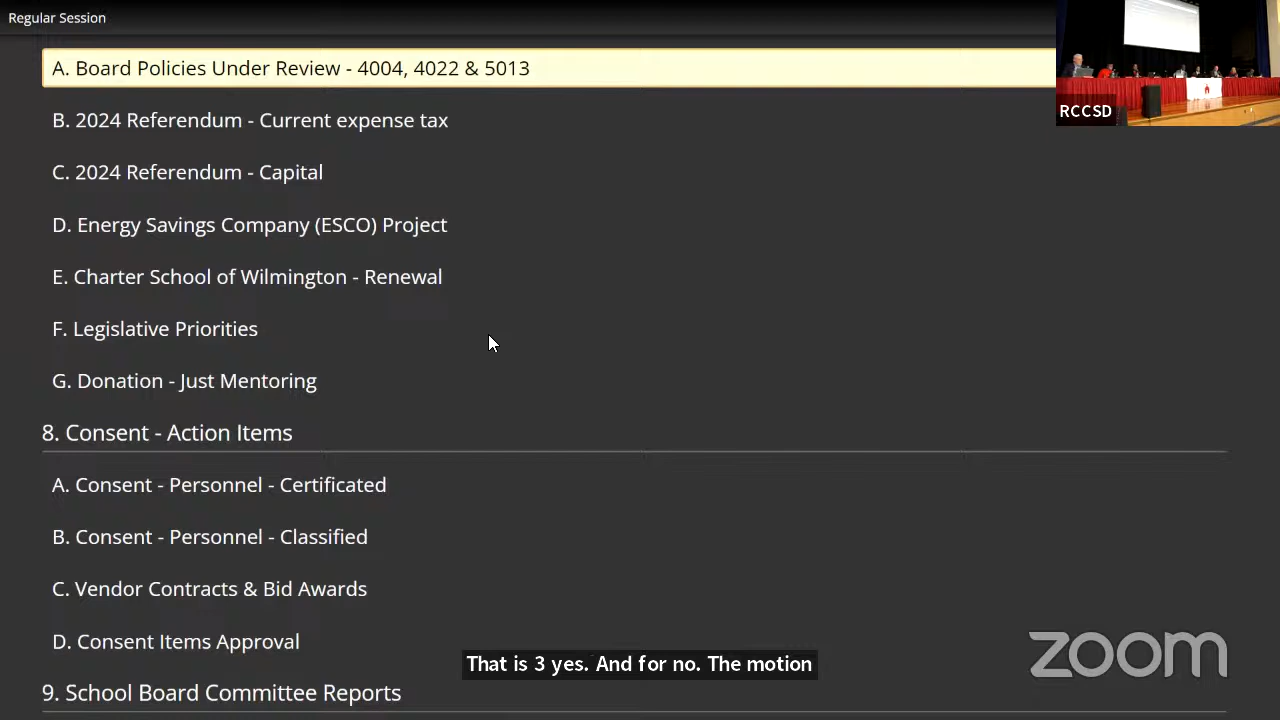 Regular Session
A. Board Policies Under Review - 4004, 4022 & 5013
RCCSD
B. 2024 Referendum - Current expense tax
C. 2024 Referendum - Capital
D. Energy Savings Company (ESCO) Project
E. Charter School of Wilmington - Renewal
F. Legislative Priorities
G. Donation - Just Mentoring
8. Consent - Action Items
A. Consent - Personnel - Certificated
B. Consent - Personnel - Classified
C. Vendor Contracts & Bid Awards
D. Consent Items Approval
zoom
That is 3 yes. And for no. The motion
9. School Board Committee Reports